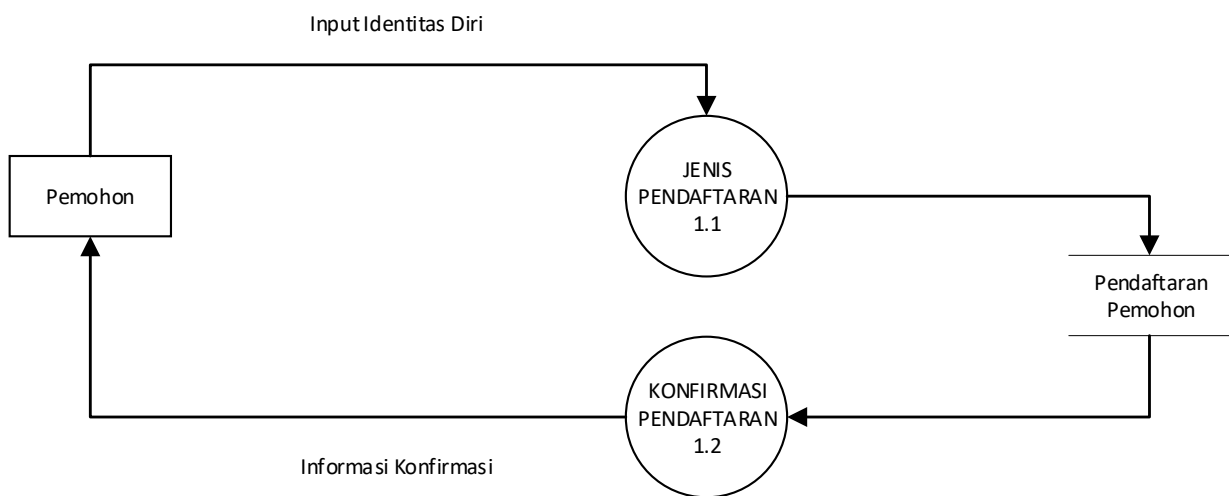 Input Identitas Diri
Pemohon
JENIS
PENDAFTARAN
1.1
Pendaftaran
Pemohon
KONFIRMASI
PENDAFTARAN
1.2
Informasi Konfirmasi